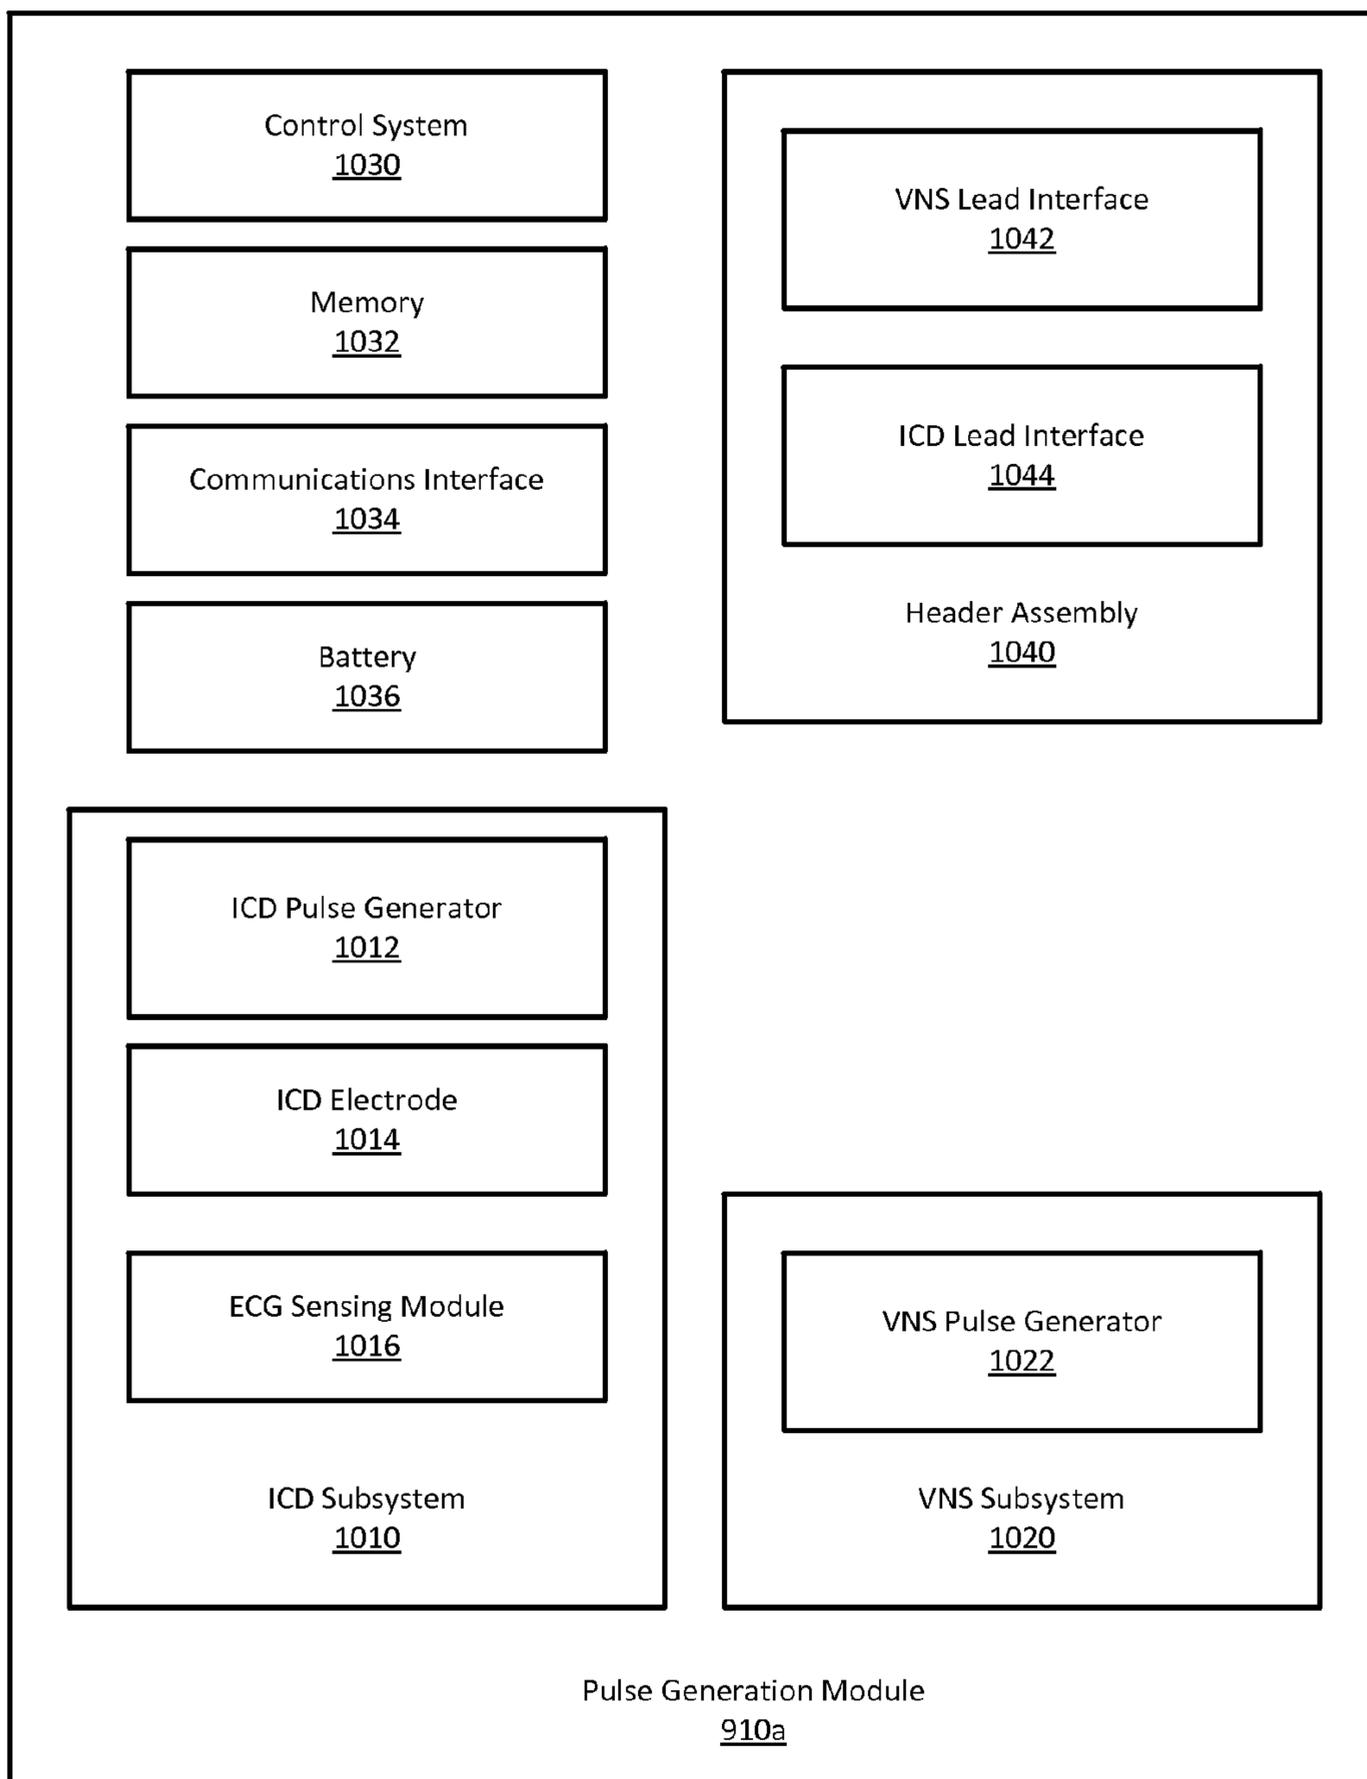 Control System
1030
Memory
1032
Communications Interface
1034
Battery
1036
VNS Lead Interface
1042
ICD Lead Interface
1044
Header Assembly
1040
ICD Pulse Generator
1012
ICD Electrode
1014
ECG Sensing Module
1016
ICD Subsystem
1010
VNS Pulse Generator
1022
VNS Subsystem
1020
Pulse Generation Module
910a